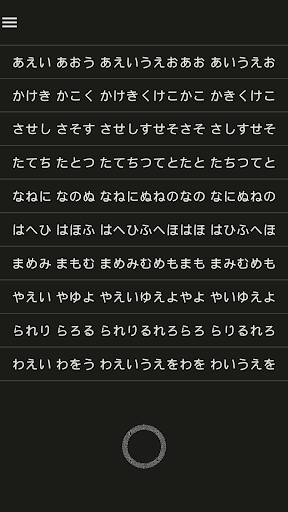 あえい あおう あえいうえおあお あいうえお
かけき かこく かけきくけこかこ かきくけこ
させし さそす させしすせそさそ さしすせそ
たてち たとつ たてちつてとたと たちつてと
なねに なのぬ なねにぬねのなの なにぬねの
はへひ はほふ はへひふへほはほ はひふへほ
まめみ まもむ まめみむめもまも まみむめも
やえい やゆよ やえいゆえよやよ やいゆえよ
られり らろる られりるれろらろ らりるれろ
わえい わをう わえいうえをわを わいうえを